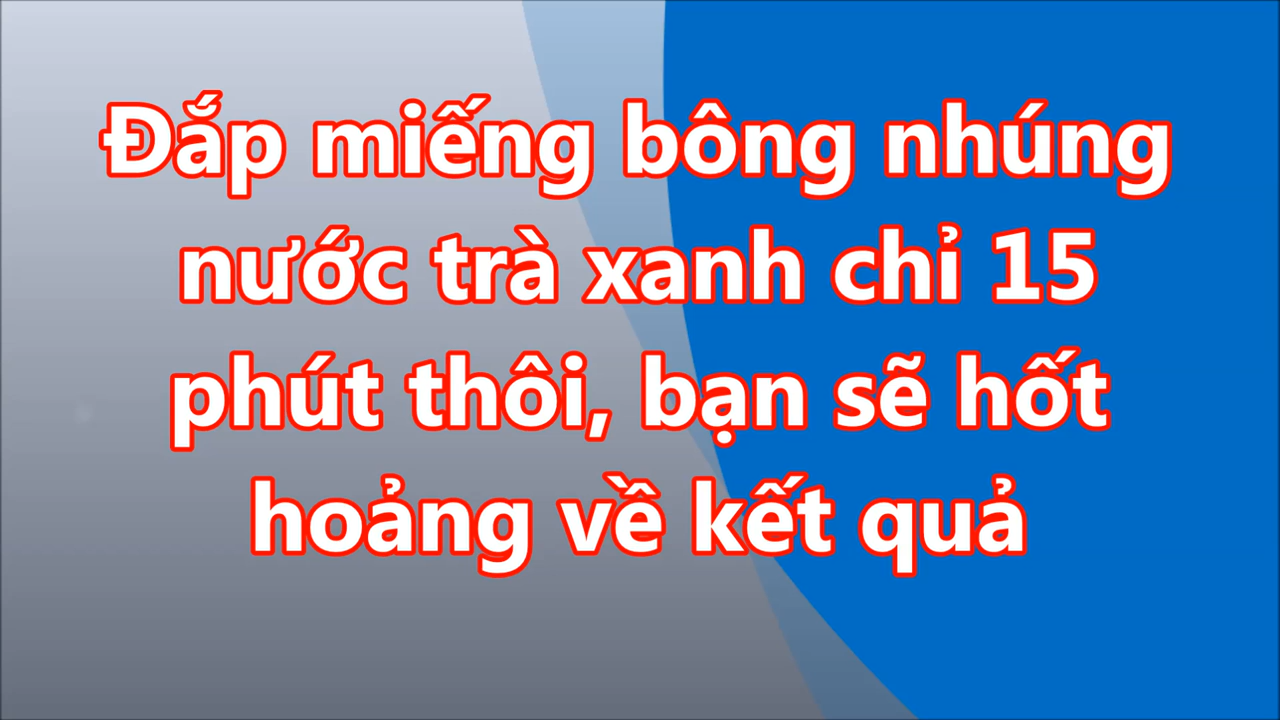 Đắp miếng bông nhúng
nước trà xanh chỉ 15
phút thôi, bạn sẽ hốt
hoảng về kết quả